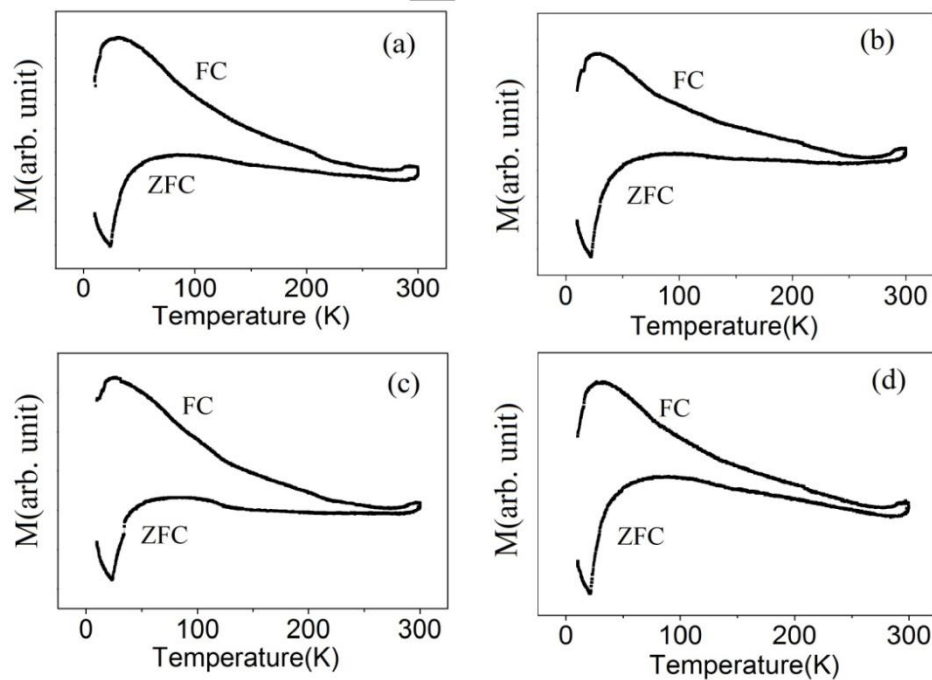 (a)
FC
ZFC
M(arb. unit)
0 100 200 300
Temperature (K)
(b)
FC
ZFC
M(arb. unit)
0 100 200 300
Temperature(K)
(c)
FC
ZFC
M(arb. unit)
0 100 200 300
Temperature(K)
(d)
FC
ZFC
M(arb. unit)
0 100 200 300
Temperature(K)